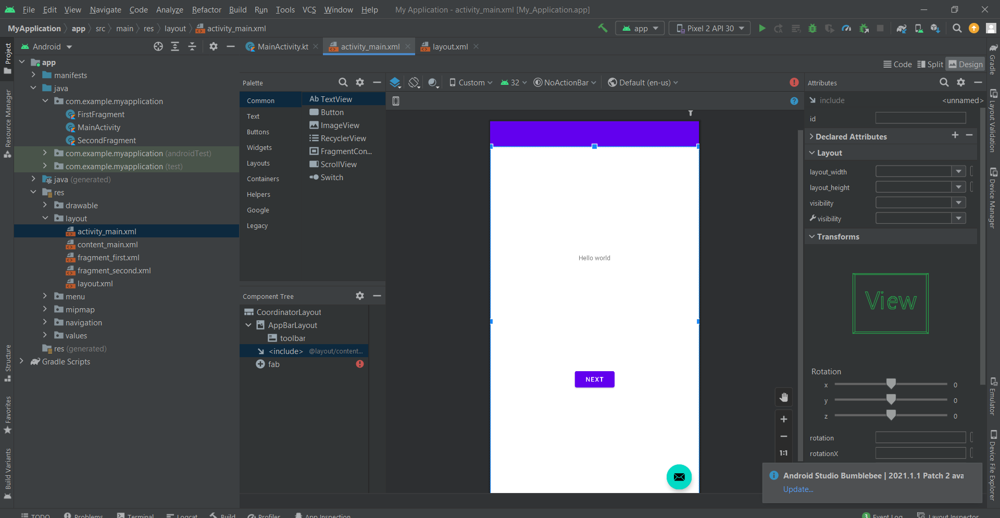 File Edit View Navigate Code Analyze Refactor Build Run Tools VCS Window Help My Application - activity_main.xml [My_Application.app]
MyApplication app src main res layout activity_main.xml app Pixel 2 API 30
Android MainActivity.kt activity_main.xml layout.xml
Code Split Design
Project
Resource Manager
Structure
Favorites
Build Variants
app
manifests
java
com.example.myapplication
FirstFragment
MainActivity
SecondFragment
com.example.myapplication (androidTest)
com.example.myapplication (test)
java (generated)
res
drawable
layout
activity_main.xml
content_main.xml
fragment_first.xml
fragment_second.xml
layout.xml
menu
mipmap
navigation
values
res (generated)
Gradle Scripts
Palette
Common
Text
Buttons
Widgets
Layouts
Containers
Helpers
Google
Legacy
Ab TextView
Button
ImageView
RecyclerView
FragmentCon...
ScrollView
Switch
Component Tree
CoordinatorLayout
AppBarLayout
toolbar
<include> @layout/content...
fab
Custom 32 NoActionBar Default (en-us)
Hello world
NEXT
1:1
Attributes
include <unnamed>
id
Declared Attributes
Layout
layout_width
layout_height
visibility
visibility
Transforms
View
Rotation
x 0
y 0
z 0
rotation
rotationX
Android Studio Bumblebee | 2021.1.1 Patch 2 ava
Update...
Gradle
Layout Validation
Device Manager
Emulator
Device File Explorer
TODO Problems Terminal Logcat Build Profiler App Inspection 3 Event Log Layout Inspector